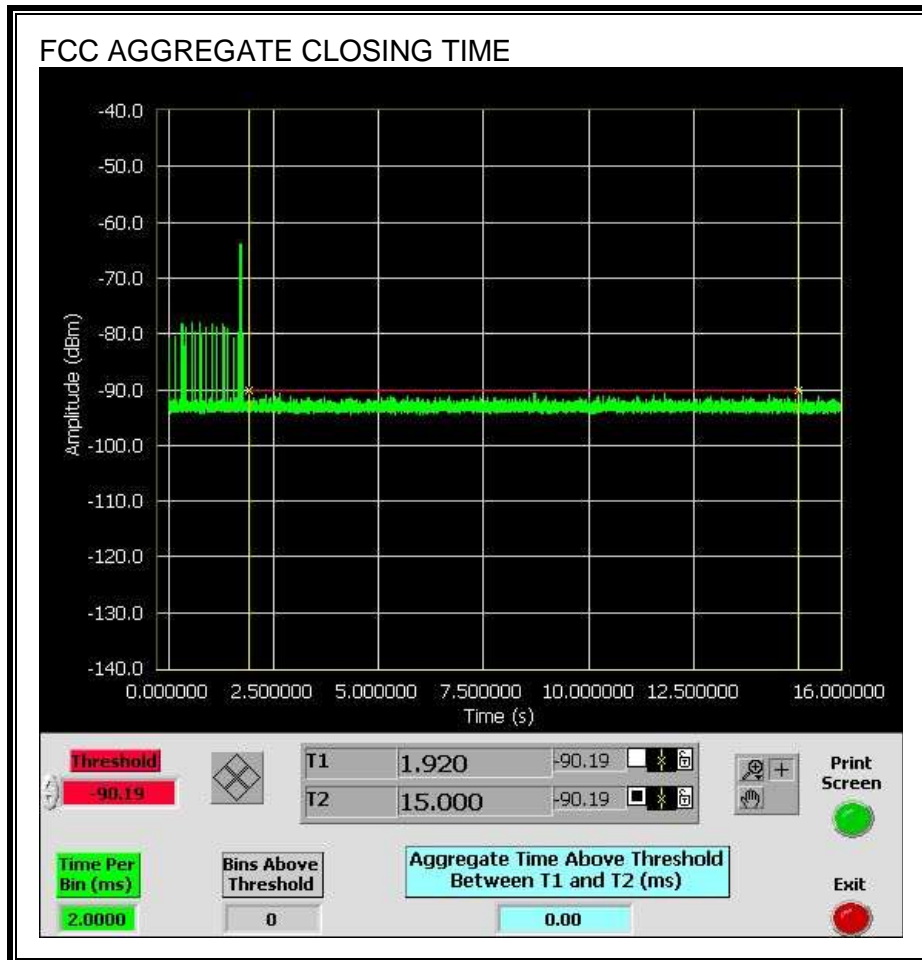 FCC AGGREGATE CLOSING TIME
-40.0
-50.0
-60.0
-70.0
-80.0
-90.0
-100.0
-110.0
-120.0
-130.0
-140.0
Amplitude (dBm)
0.000000 2.500000 5.000000 7.500000 10.000000 12.500000 16.000000
Time (s)
Threshold
-90.19
T1 1.920 -90.19
T2 15.000 -90.19
Print
Screen
Time Per
Bin (ms)
2.0000
Bins Above
Threshold
0
Aggregate Time Above Threshold
Between T1 and T2 (ms)
0.00
Exit